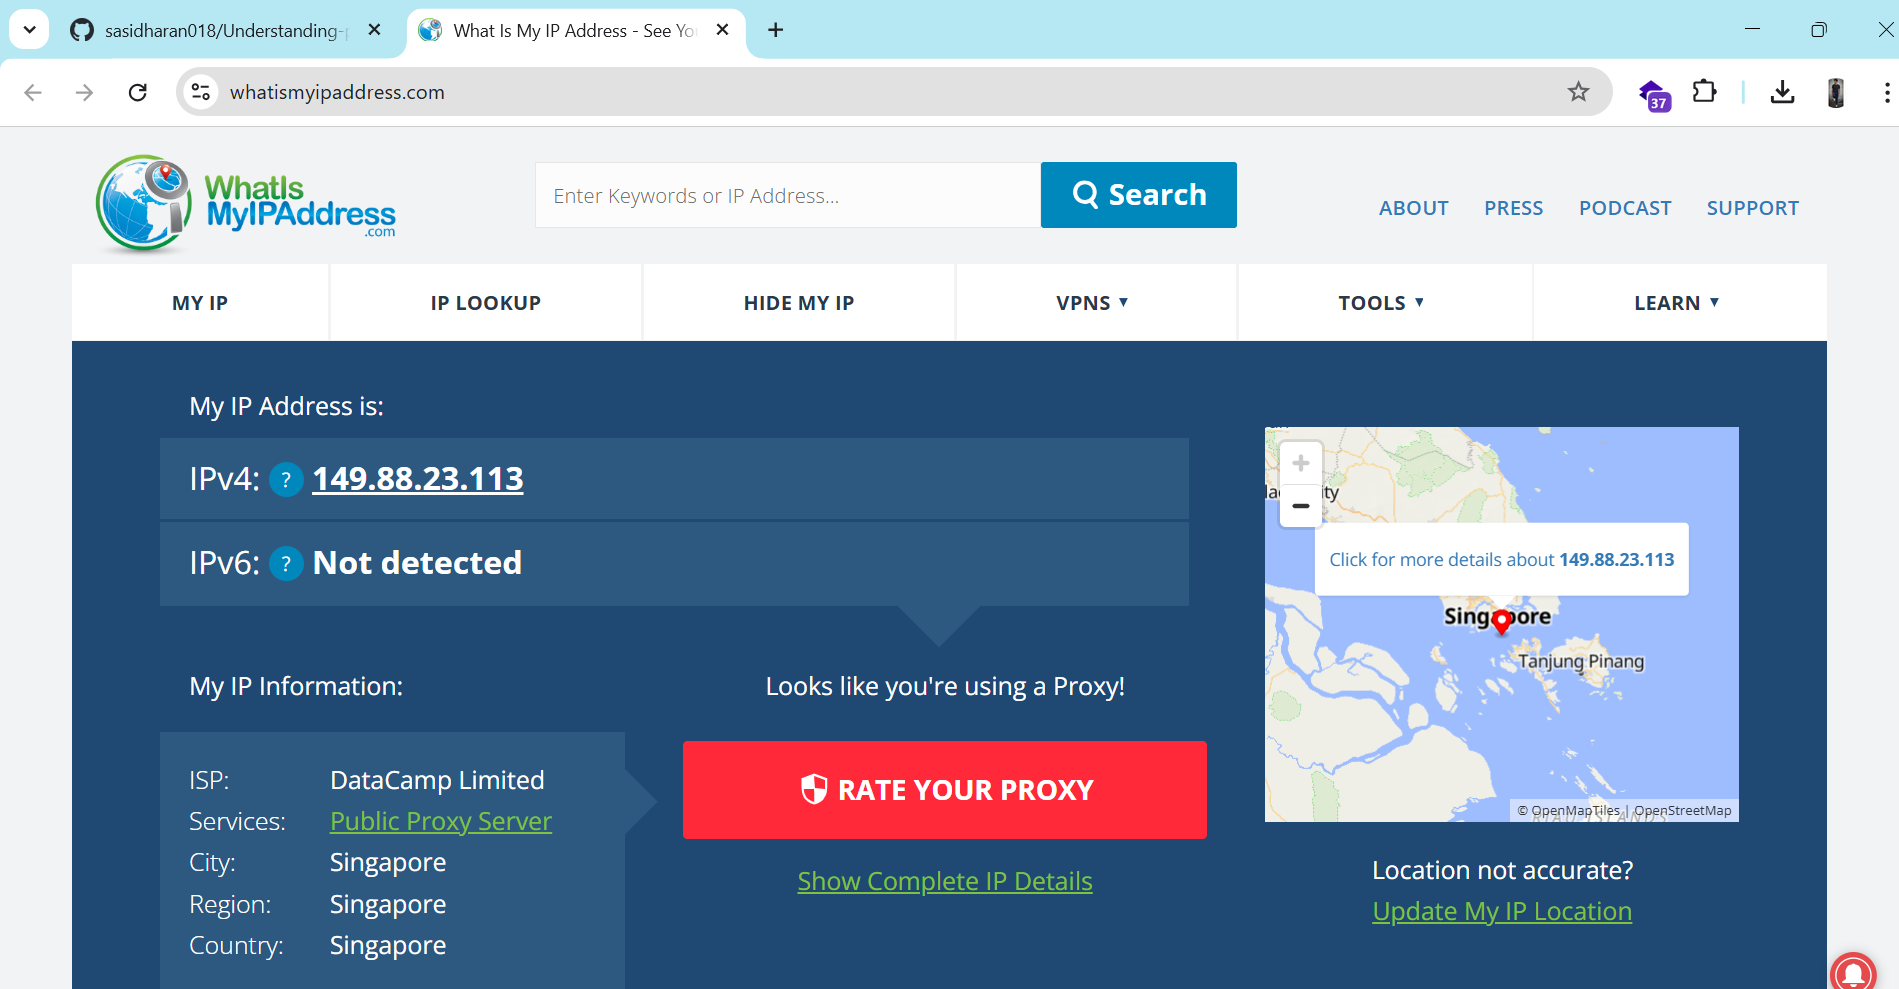 sasidharan018/Understanding-
What Is My IP Address - See You
whatismyipaddress.com
37
WhatIs
MyIPAddress
.com
Enter Keywords or IP Address...
Search
ABOUT
PRESS
PODCAST
SUPPORT
MY IP
IP LOOKUP
HIDE MY IP
VPNS ▼
TOOLS ▼
LEARN ▼
My IP Address is:
IPv4: ? 149.88.23.113
IPv6: ? Not detected
My IP Information:
ISP: DataCamp Limited
Services: Public Proxy Server
City: Singapore
Region: Singapore
Country: Singapore
Looks like you're using a Proxy!
RATE YOUR PROXY
Show Complete IP Details
+
−
Click for more details about 149.88.23.113
Singapore
Tanjung Pinang
© OpenMapTiles | OpenStreetMap
Location not accurate?
Update My IP Location